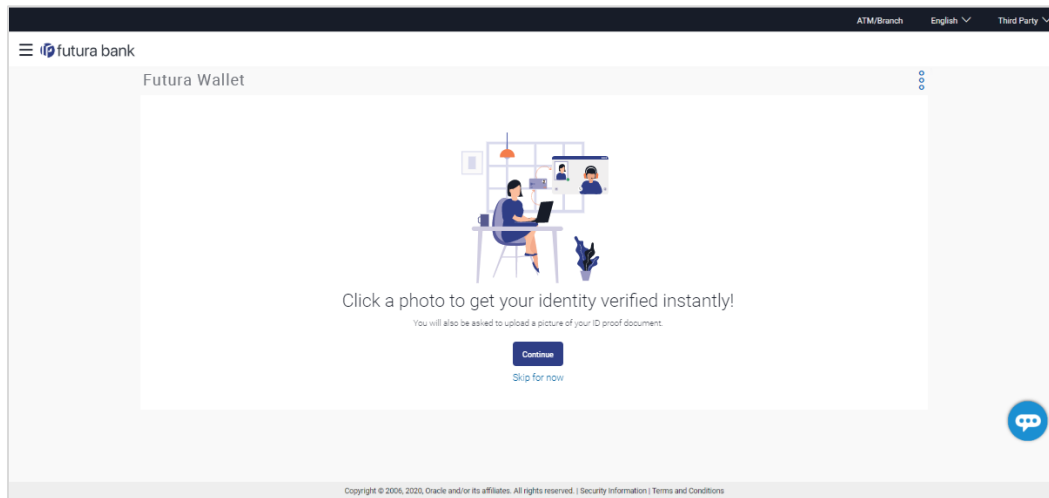 ATM/Branch English Third Party
futura bank
Futura Wallet
Click a photo to get your identity verified instantly!
You will also be asked to upload a picture of your ID proof document.
Continue
Skip for now
Copyright © 2006, 2020, Oracle and/or its affiliates. All rights reserved. | Security Information | Terms and Conditions